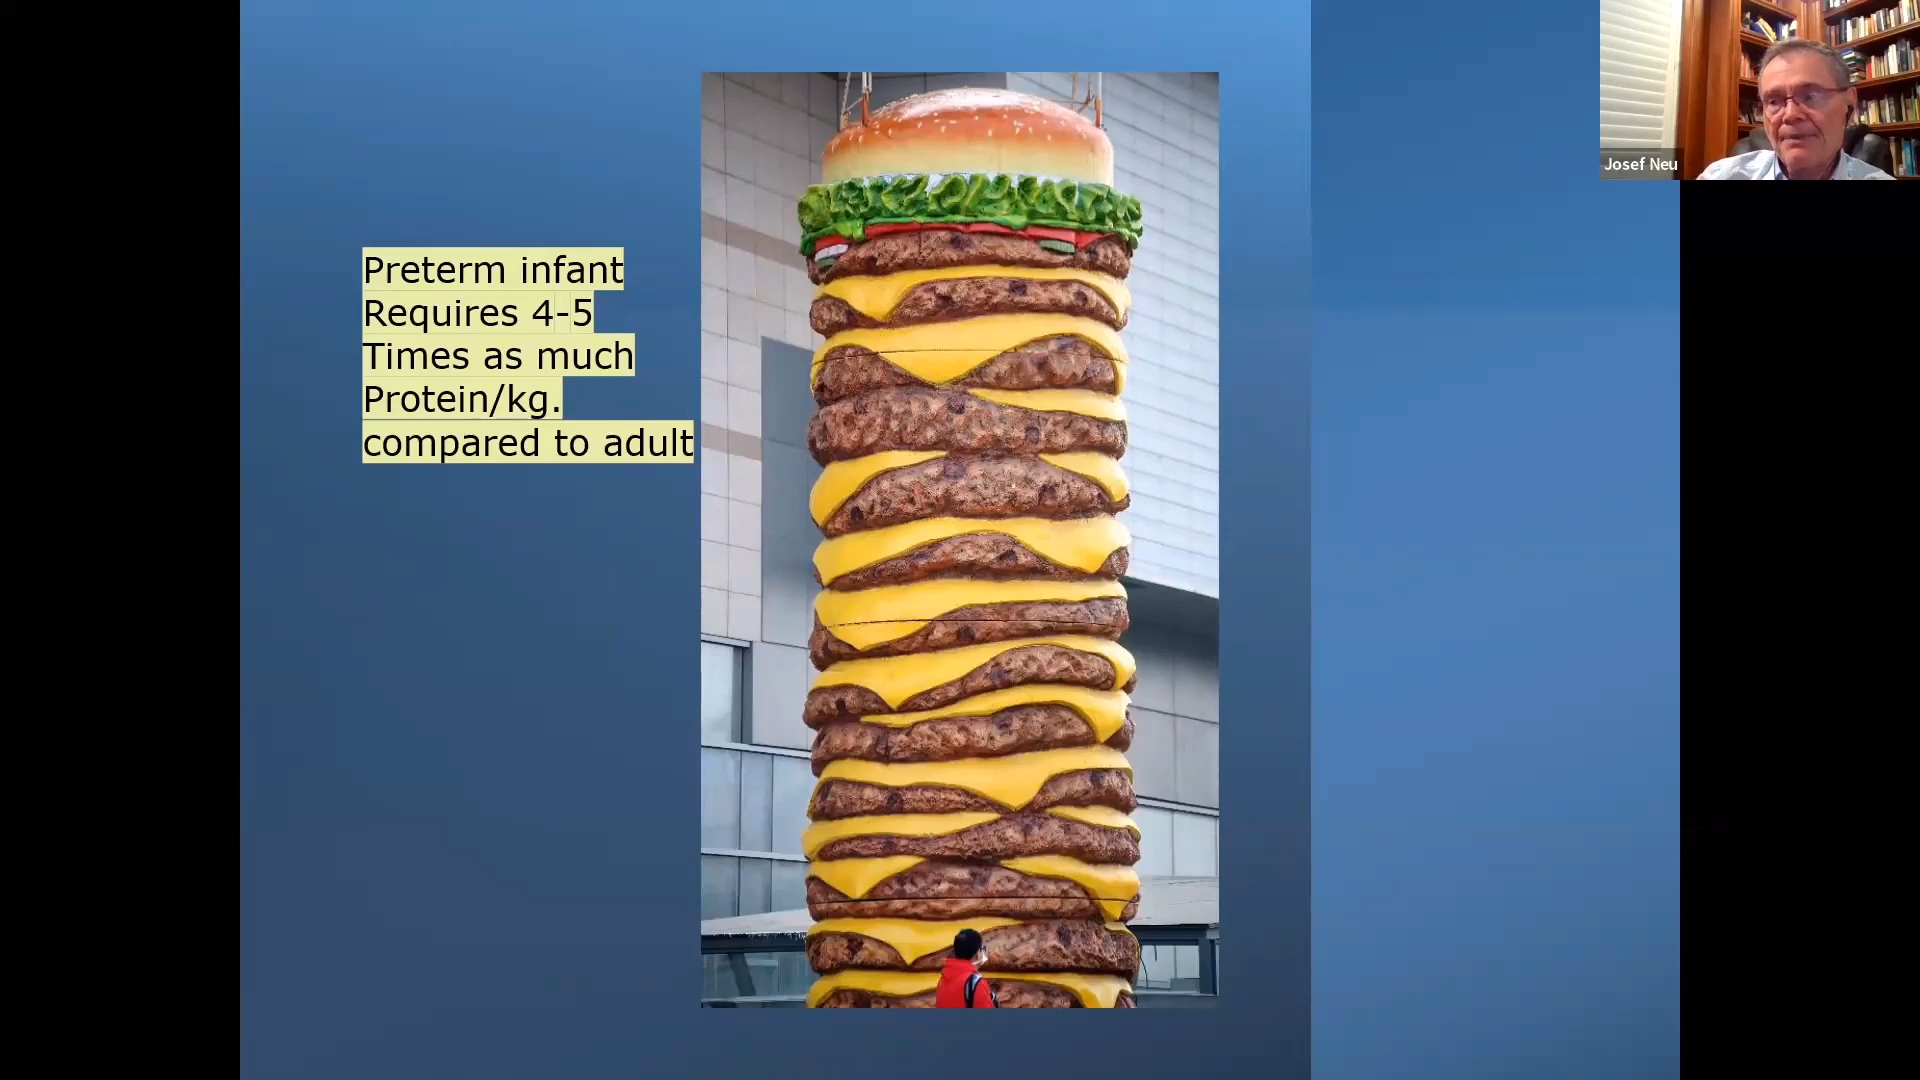 Preterm infant
Requires 4-5
Times as much
Protein/kg.
compared to adult
Josef Neu